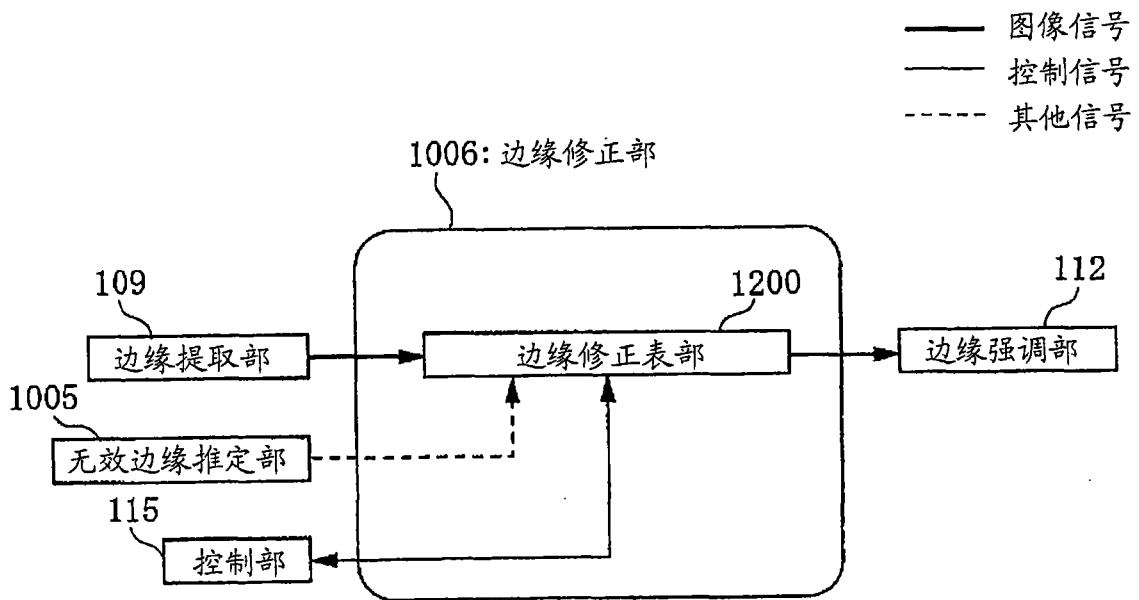 图像信号
控制信号
其他信号
1006: 边缘修正部
109
1200
112
边缘提取部
边缘修正表部
边缘强调部
1005
无效边缘推定部
115
控制部